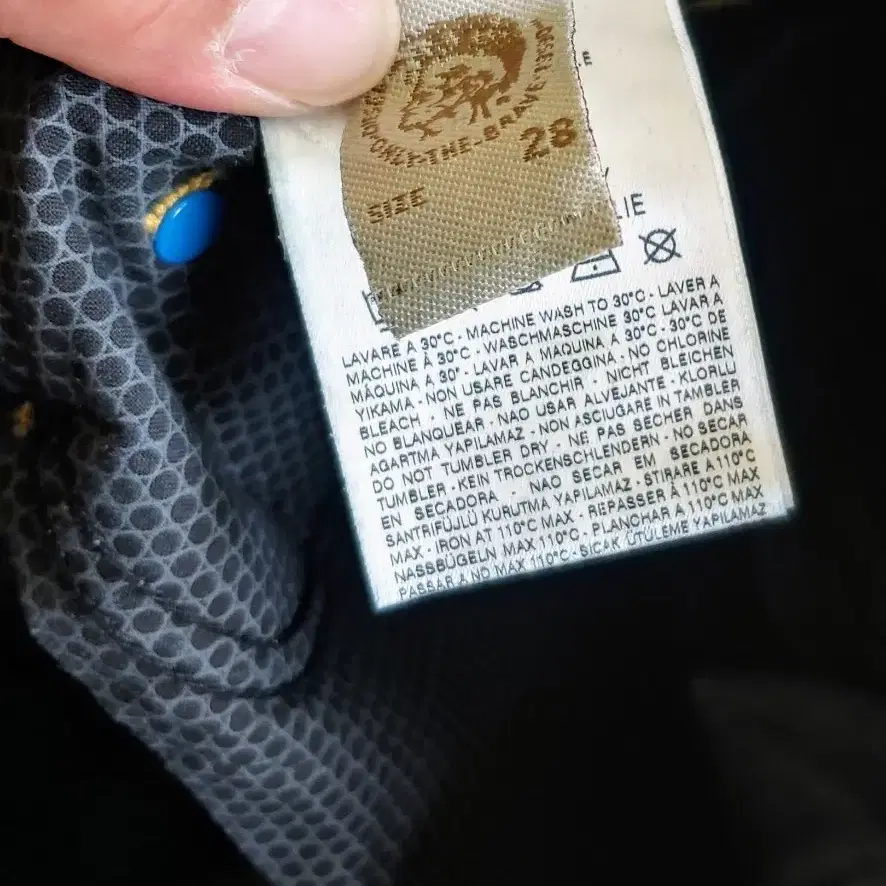 ONLY-THE-BRAVE
28
SIZE
LAVARE A 30°C - MACHINE WASH TO 30°C - LAVER A
MACHINE À 30°C - WASCHMASCHINE 30°C LAVAR A
MÁQUINA A 30° - LAVAR A MAQUINA A 30°C - 30°C DE
YIKAMA - NON USARE CANDEGGINA - NO CHLORINE
BLEACH - NE PAS BLANCHIR - NICHT BLEICHEN
NO BLANQUEAR - NAO USAR ALVEJANTE - KLORLU
AGARTMA YAPILAMAZ - NON ASCIUGARE IN TAMBLER
DO NOT TUMBLER DRY - NE PAS SÉCHER DANS
TUMBLER - KEIN TROCKENSCHLENDERN - NO SECAR
EN SECADORA - NAO SECAR EM SECADORA
SANTRIFÜJLÜ KURUTMA YAPILAMAZ - STIRARE A 110°C
MAX - IRON AT 110°C MAX - REPASSER À 110°C MAX
NASSBÜGELN MAX 110°C - PLANCHAR A 110°C MAX
PASSAR A NO MAX 110°C - SICAK ÜTÜLEME YAPILAMAZ